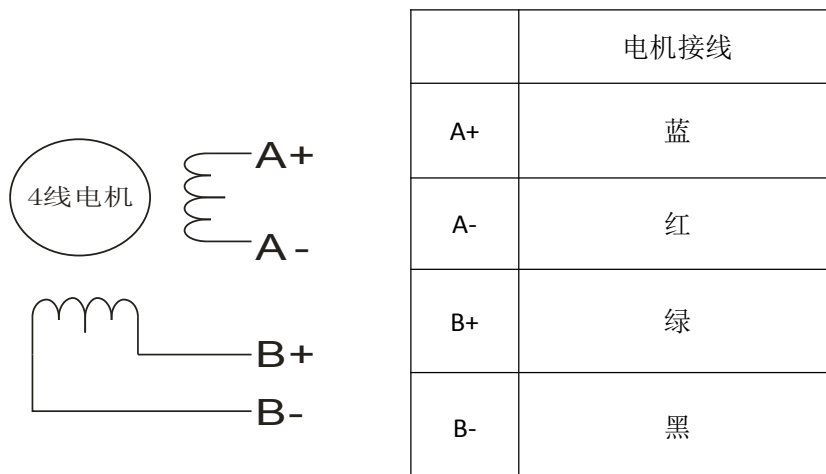 4线电机
A+
A-
B+
B-
电机接线
A+ 蓝
A- 红
B+ 绿
B- 黑